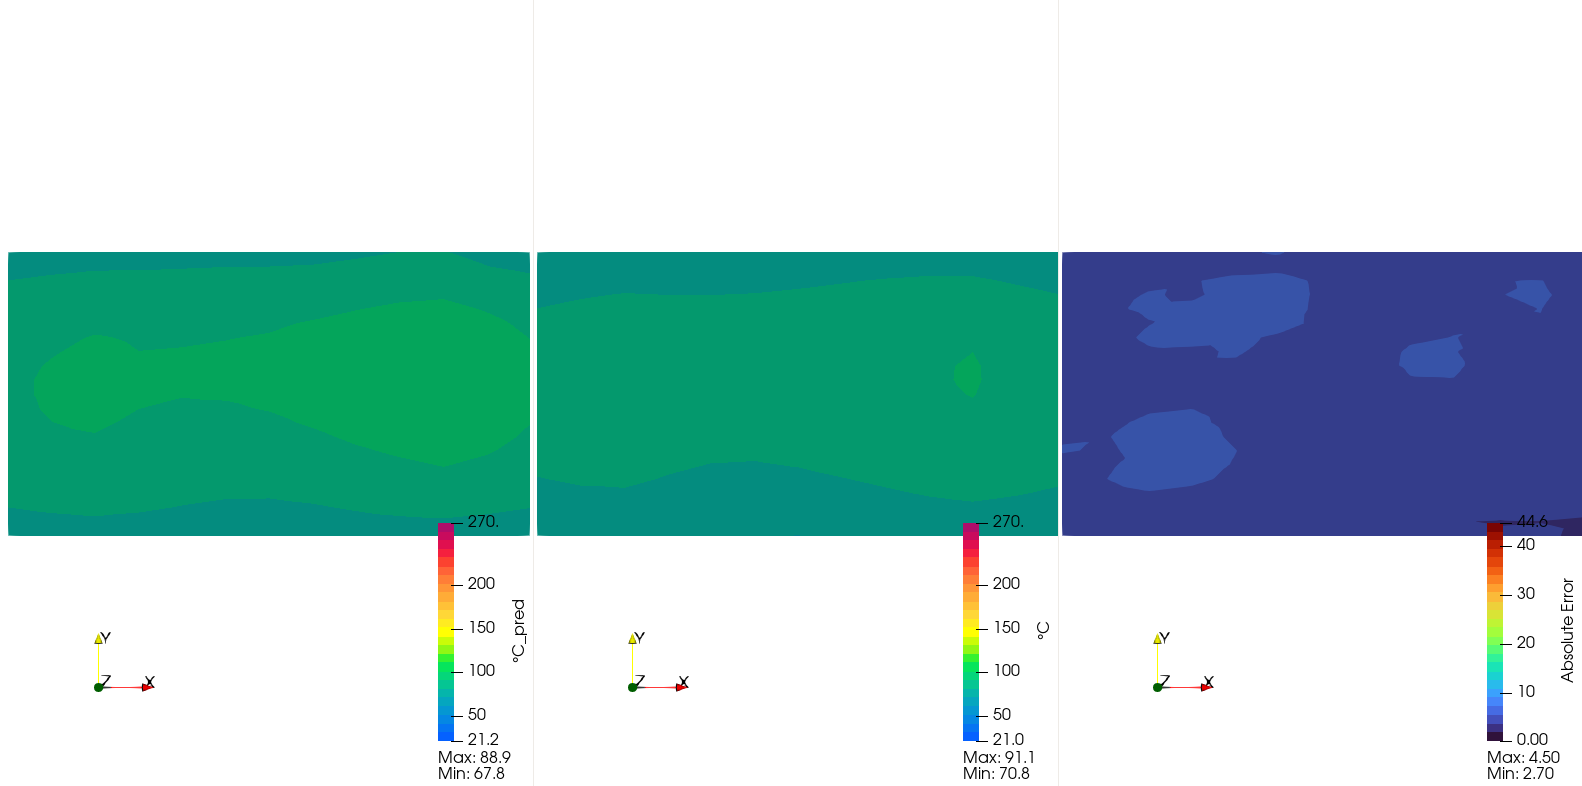 270.
200
150
100
50
21.2
°C_pred
Max: 88.9
Min: 67.8
Y
Z
X
270.
200
150
100
50
21.0
°C
Max: 91.1
Min: 70.8
Y
Z
X
44.6
40
30
20
10
0.00
Absolute Error
Max: 4.50
Min: 2.70
Y
Z
X